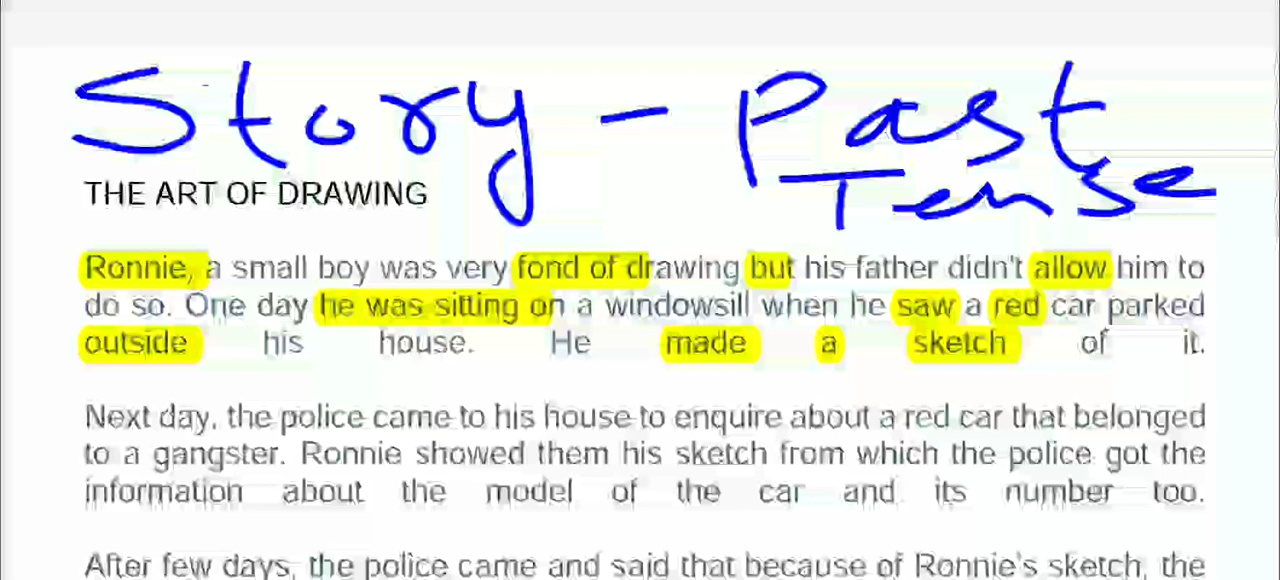 Story - Past
Tense
THE ART OF DRAWING
Ronnie, a small boy was very fond of drawing but his father didn't allow him to
do so. One day he was sitting on a windowsill when he saw a red car parked
outside his house. He made a sketch of it.
Next day, the police came to his house to enquire about a red car that belonged
to a gangster. Ronnie showed them his sketch from which the police got the
information about the model of the car and its number too.
After few days, the police came and said that because of Ronnie's sketch, the